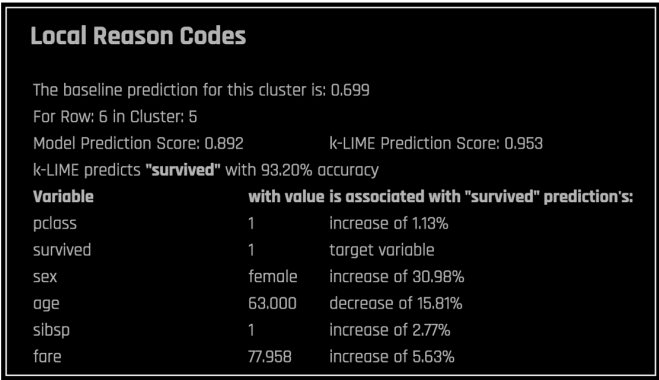 Local Reason Codes
The baseline prediction for this cluster is: 0.699
For Row: 6 in Cluster: 5
Model Prediction Score: 0.892 k-LIME Prediction Score: 0.953
k-LIME predicts "survived" with 93.20% accuracy
Variable with value is associated with "survived" prediction's:
pclass 1 increase of 1.13%
survived 1 target variable
sex female increase of 30.98%
age 63.000 decrease of 15.81%
sibsp 1 increase of 2.77%
fare 77.958 increase of 5.63%